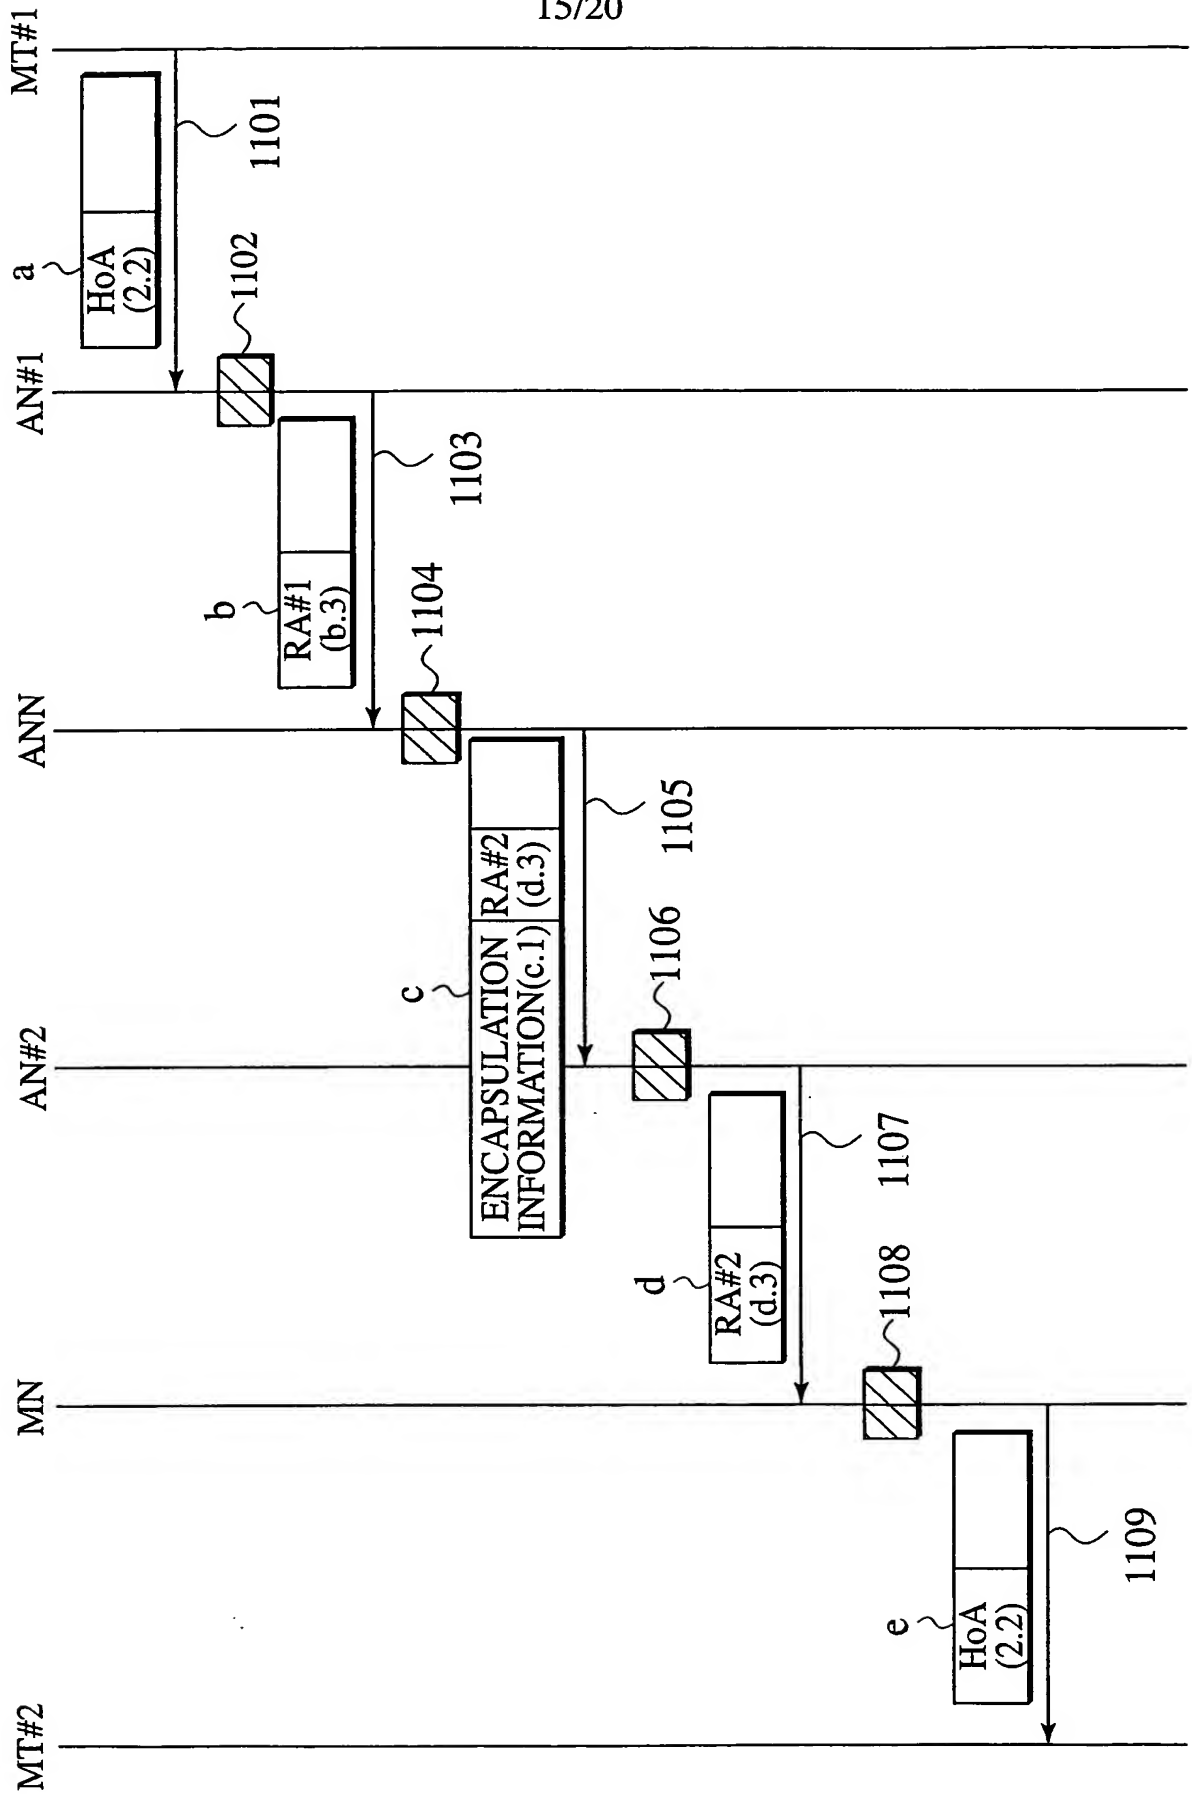 15/20
MT#2
MN
AN#2
ANN
AN#1
MT#1
a
HoA
(2.2)
1101
1102
b
RA#1
(b.3)
1103
1104
c
ENCAPSULATION
INFORMATION(c.1)
RA#2
(d.3)
1105
1106
d
RA#2
(d.3)
1107
1108
e
HoA
(2.2)
1109